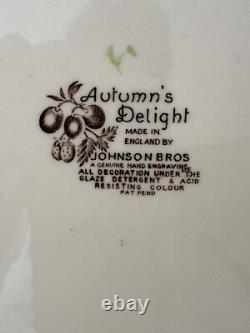 Autumn's
Delight
MADE IN
ENGLAND BY
JOHNSON BROS
A GENUINE HAND ENGRAVING
ALL DECORATION UNDER THE
GLAZE DETERGENT & ACID
RESISTING COLOUR
PAT PEND
ebay